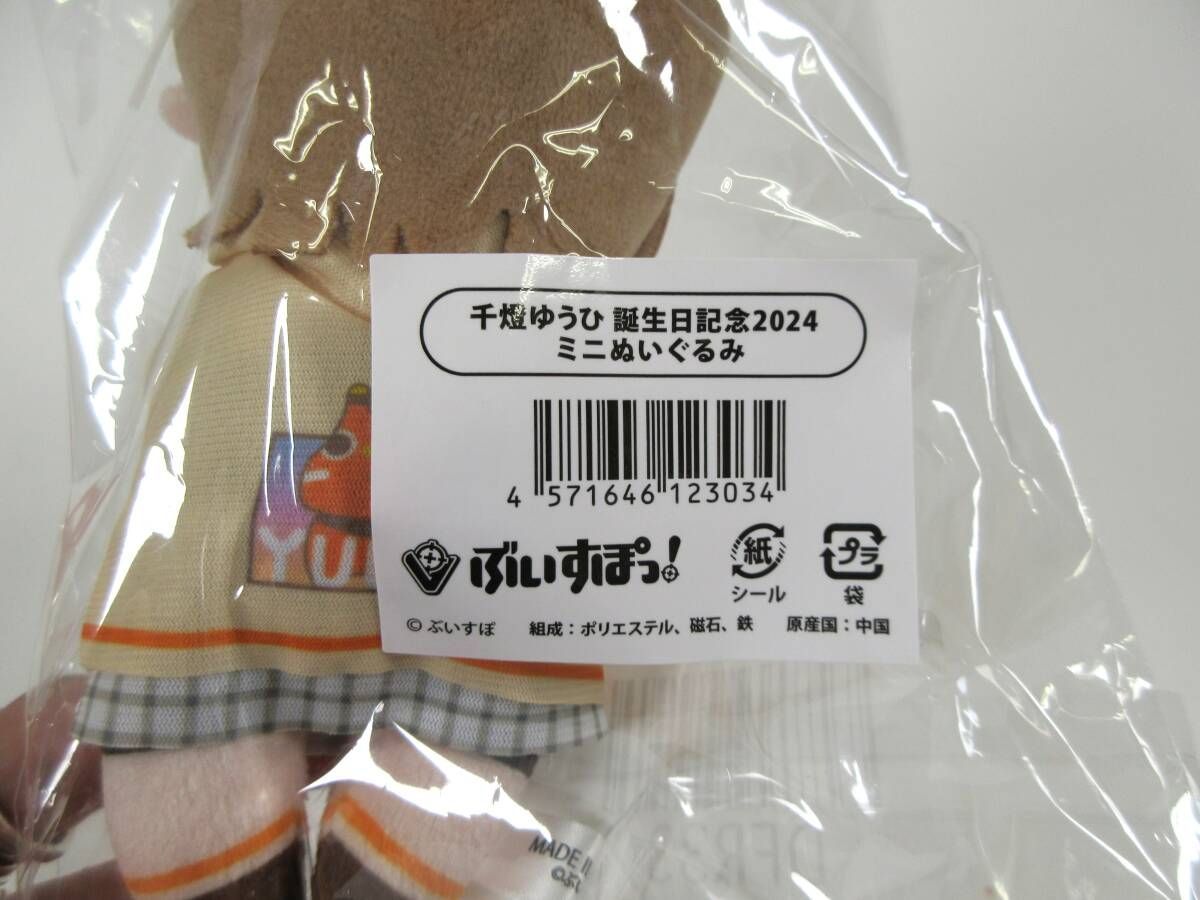 千燈ゆうひ 誕生日記念2024
ミニぬいぐるみ
4 571646 123034
ぶいすぽっ!
紙
シール
プラ
袋
© ぶいすぽ 組成:ポリエステル、磁石、鉄 原産国:中国
YU
MADE I
©ぶ